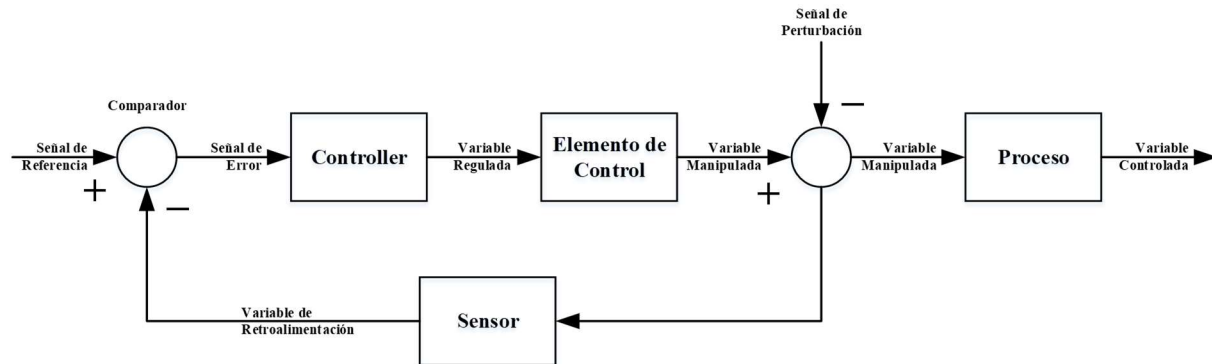 Señal de
Perturbación
Comparador
Señal de
Referencia
+
−
Señal de
Error
Controller
Variable
Regulada
Elemento de
Control
Variable
Manipulada
−
+
Variable
Manipulada
Proceso
Variable
Controlada
Variable de
Retroalimentación
Sensor